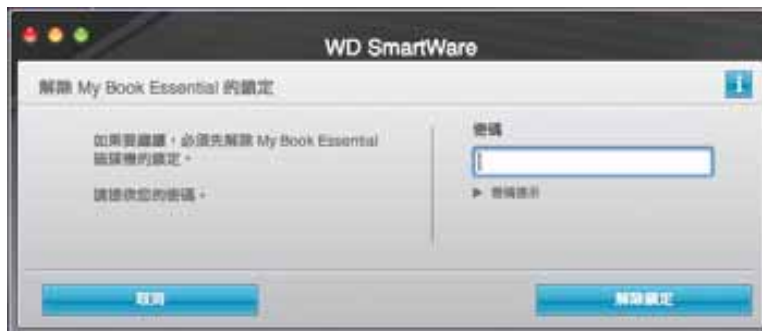 WD SmartWare
解除 My Book Essential 的鎖定
如果要繼續，必須先解除 My Book Essential
磁碟機的鎖定。
請提供您的密碼。
密碼
▶ 密碼提示
取消
解除鎖定